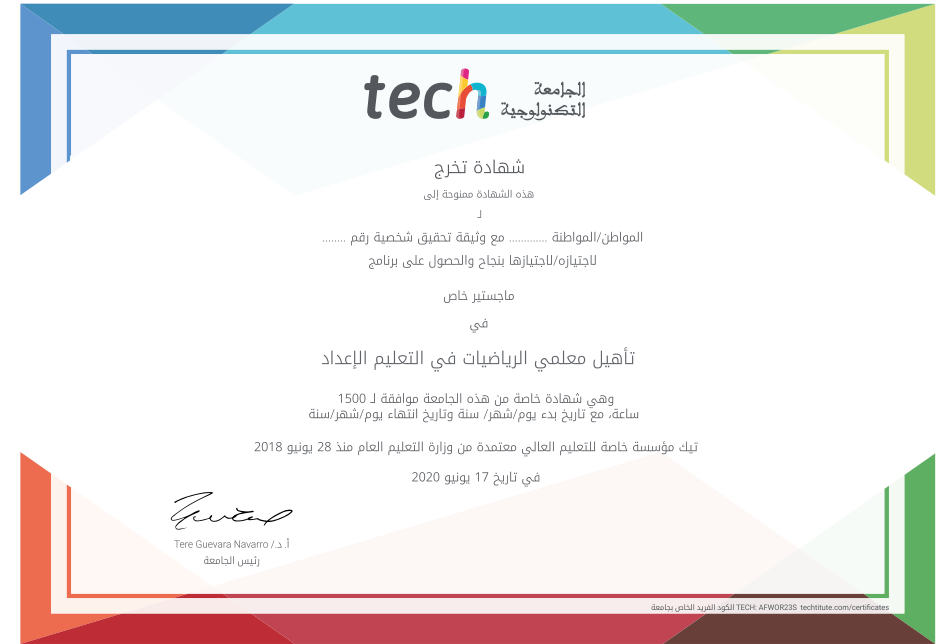 tech الجامعة
التكنولوجية
شهادة تخرج
هذه الشهادة ممنوحة إلى
لـ
المواطن/المواطنة ............. مع وثيقة تحقيق شخصية رقم ........
لاجتيازه/لاجتيازها بنجاح والحصول على برنامج
ماجستير خاص
في
تأهيل معلمي الرياضيات في التعليم الإعداد
وهي شهادة خاصة من هذه الجامعة موافقة لـ 1500
ساعة، مع تاريخ بدء يوم/شهر/ سنة وتاريخ انتهاء يوم/شهر/سنة
تيك مؤسسة خاصة للتعليم العالي معتمدة من وزارة التعليم العام منذ 28 يونيو 2018
في تاريخ 17 يونيو 2020
أ. د./ Tere Guevara Navarro
رئيس الجامعة
الكود الفريد الخاص بجامعة TECH: AFWOR23S techtitute.com/certificates